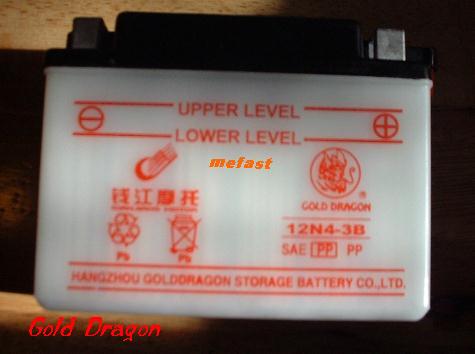 UPPER LEVEL
LOWER LEVEL
mefast
钱江摩托
GOLD DRAGON
®
12N4-3B
Pb
Pb
SAE PP PP
HANGZHOU GOLDDRAGON STORAGE BATTERY CO.,LTD.
Gold Dragon